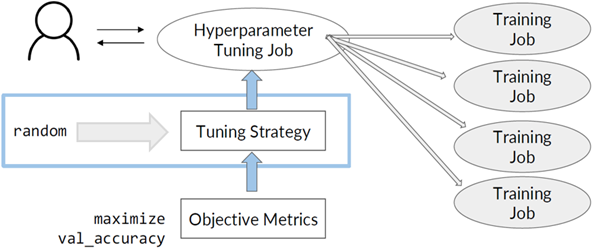 Hyperparameter
Tuning Job
Training
Job
Training
Job
Training
Job
Training
Job
random
Tuning Strategy
maximize
val_accuracy
Objective Metrics